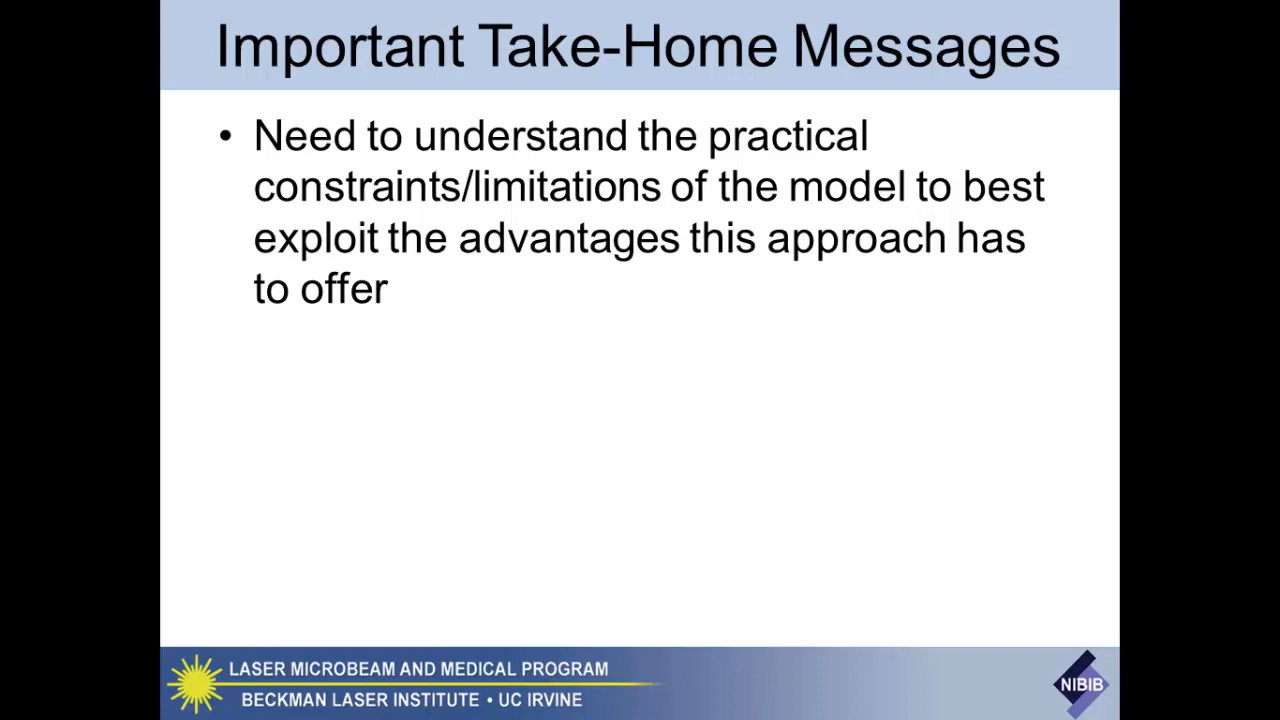 Important Take-Home Messages
• Need to understand the practical
constraints/limitations of the model to best
exploit the advantages this approach has
to offer
LASER MICROBEAM AND MEDICAL PROGRAM
BECKMAN LASER INSTITUTE • UC IRVINE
NIBIB